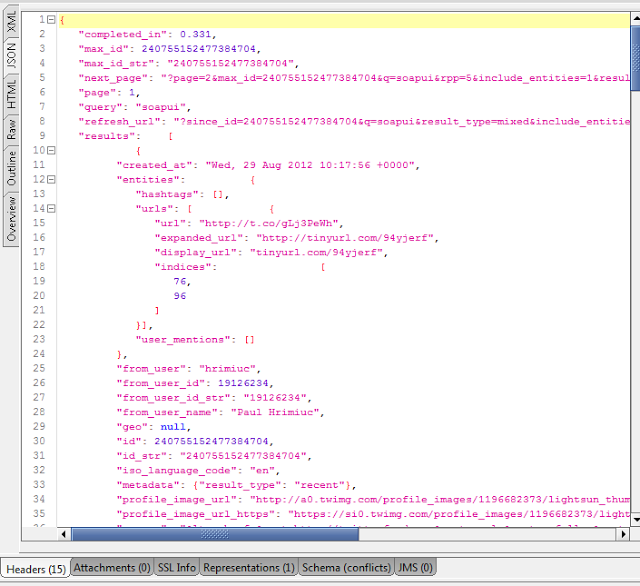 XML
JSON
HTML
Raw
Outline
Overview
1 {
2 "completed_in": 0.331,
3 "max_id": 240755152477384704,
4 "max_id_str": "240755152477384704",
5 "next_page": "?page=2&max_id=240755152477384704&q=soapui&rpp=5&include_entities=1&resul
6 "page": 1,
7 "query": "soapui",
8 "refresh_url": "?since_id=240755152477384704&q=soapui&result_type=mixed&include_entitie
9 "results": [
10 {
11 "created_at": "Wed, 29 Aug 2012 10:17:56 +0000",
12 "entities": {
13 "hashtags": [],
14 "urls": [ {
15 "url": "http://t.co/gLj3PeWh",
16 "expanded_url": "http://tinyurl.com/94yjerf",
17 "display_url": "tinyurl.com/94yjerf",
18 "indices": [
19 76,
20 96
21 ]
22 }],
23 "user_mentions": []
24 },
25 "from_user": "hrimiuc",
26 "from_user_id": 19126234,
27 "from_user_id_str": "19126234",
28 "from_user_name": "Paul Hrimiuc",
29 "geo": null,
30 "id": 240755152477384704,
31 "id_str": "240755152477384704",
32 "iso_language_code": "en",
33 "metadata": {"result_type": "recent"},
34 "profile_image_url": "http://a0.twimg.com/profile_images/1196682373/lightsun_thum
35 "profile_image_url_https": "https://si0.twimg.com/profile_images/1196682373/light
Headers (15) Attachments (0) SSL Info Representations (1) Schema (conflicts) JMS (0)